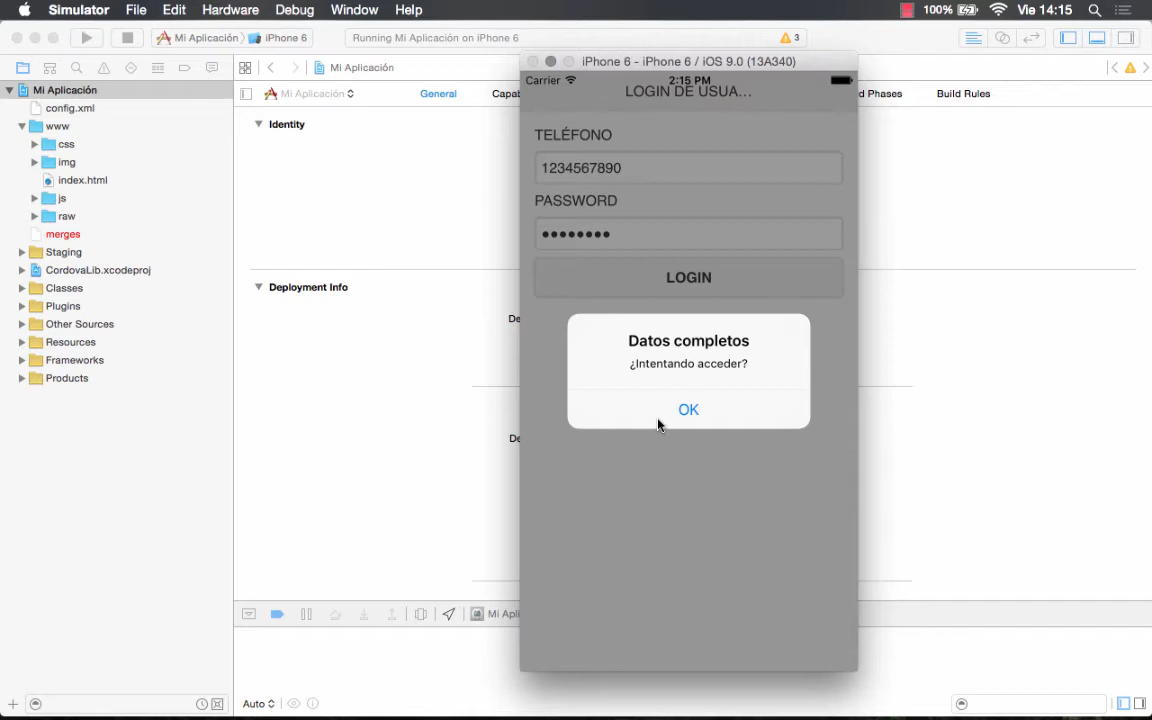 Simulator File Edit Hardware Debug Window Help 100% Vie 14:15
Mi Aplicación iPhone 6 Running Mi Aplicación on iPhone 6 3
iPhone 6 - iPhone 6 / iOS 9.0 (13A340)
Mi Aplicación
Mi Aplicación General Capab d Phases Build Rules
Mi Aplicación
config.xml
www
css
img
index.html
js
raw
merges
Staging
CordovaLib.xcodeproj
Classes
Plugins
Other Sources
Resources
Frameworks
Products
Identity
Deployment Info
De
De
Carrier 2:15 PM
LOGIN DE USUA...
TELÉFONO
1234567890
PASSWORD
••••••••
LOGIN
Datos completos
¿Intentando acceder?
OK
Mi Apli
Auto